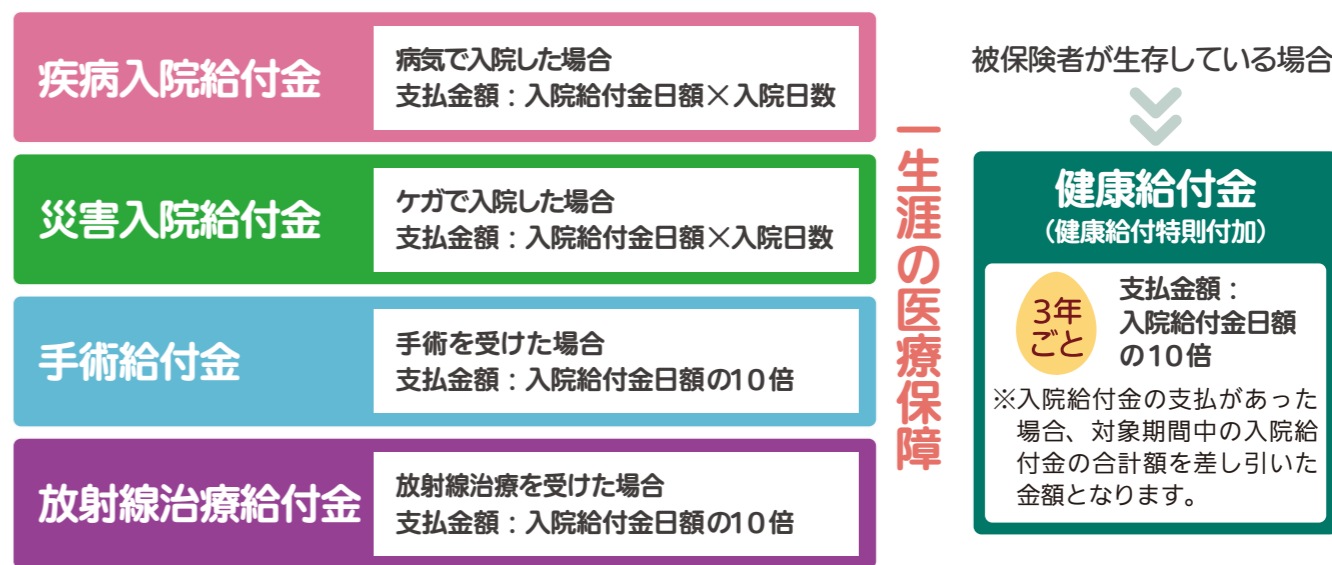 疾病入院給付金
病気で入院した場合
支払金額：入院給付金日額×入院日数
災害入院給付金
ケガで入院した場合
支払金額：入院給付金日額×入院日数
手術給付金
手術を受けた場合
支払金額：入院給付金日額の10倍
放射線治療給付金
放射線治療を受けた場合
支払金額：入院給付金日額の10倍
一生涯の医療保障
被保険者が生存している場合
健康給付金
（健康給付特則付加）
3年
ごと
支払金額：
入院給付金日額
の10倍
※入院給付金の支払があった
場合、対象期間中の入院給
付金の合計額を差し引いた
金額となります。